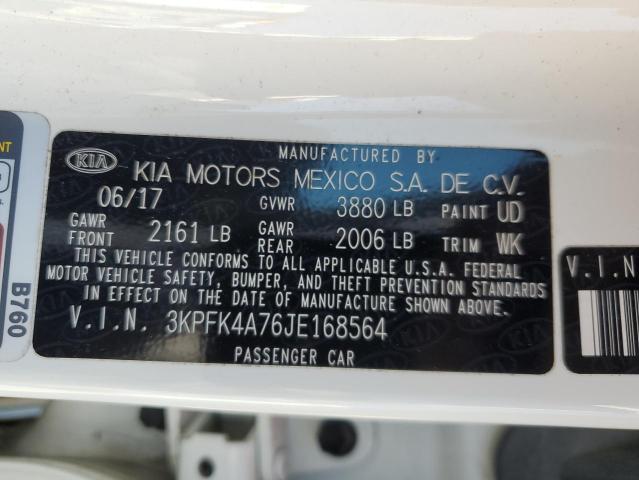 MANUFACTURED BY
KIA KIA MOTORS MEXICO S.A. DE C.V.
06/17 GVWR 3880 LB PAINT UD
GAWR FRONT 2161 LB GAWR REAR 2006 LB TRIM WK
THIS VEHICLE CONFORMS TO ALL APPLICABLE U.S.A. FEDERAL
MOTOR VEHICLE SAFETY, BUMPER, AND THEFT PREVENTION STANDARDS
IN EFFECT ON THE DATE OF MANUFACTURE SHOWN ABOVE.
V.I.N. 3KPFK4A76JE168564
PASSENGER CAR
B760
V.I.N